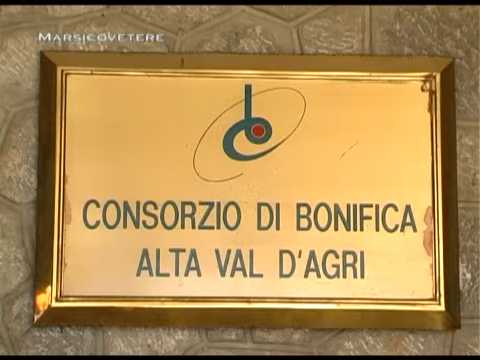 MARSICOVETERE
CONSORZIO DI BONIFICA
ALTA VAL D'AGRI